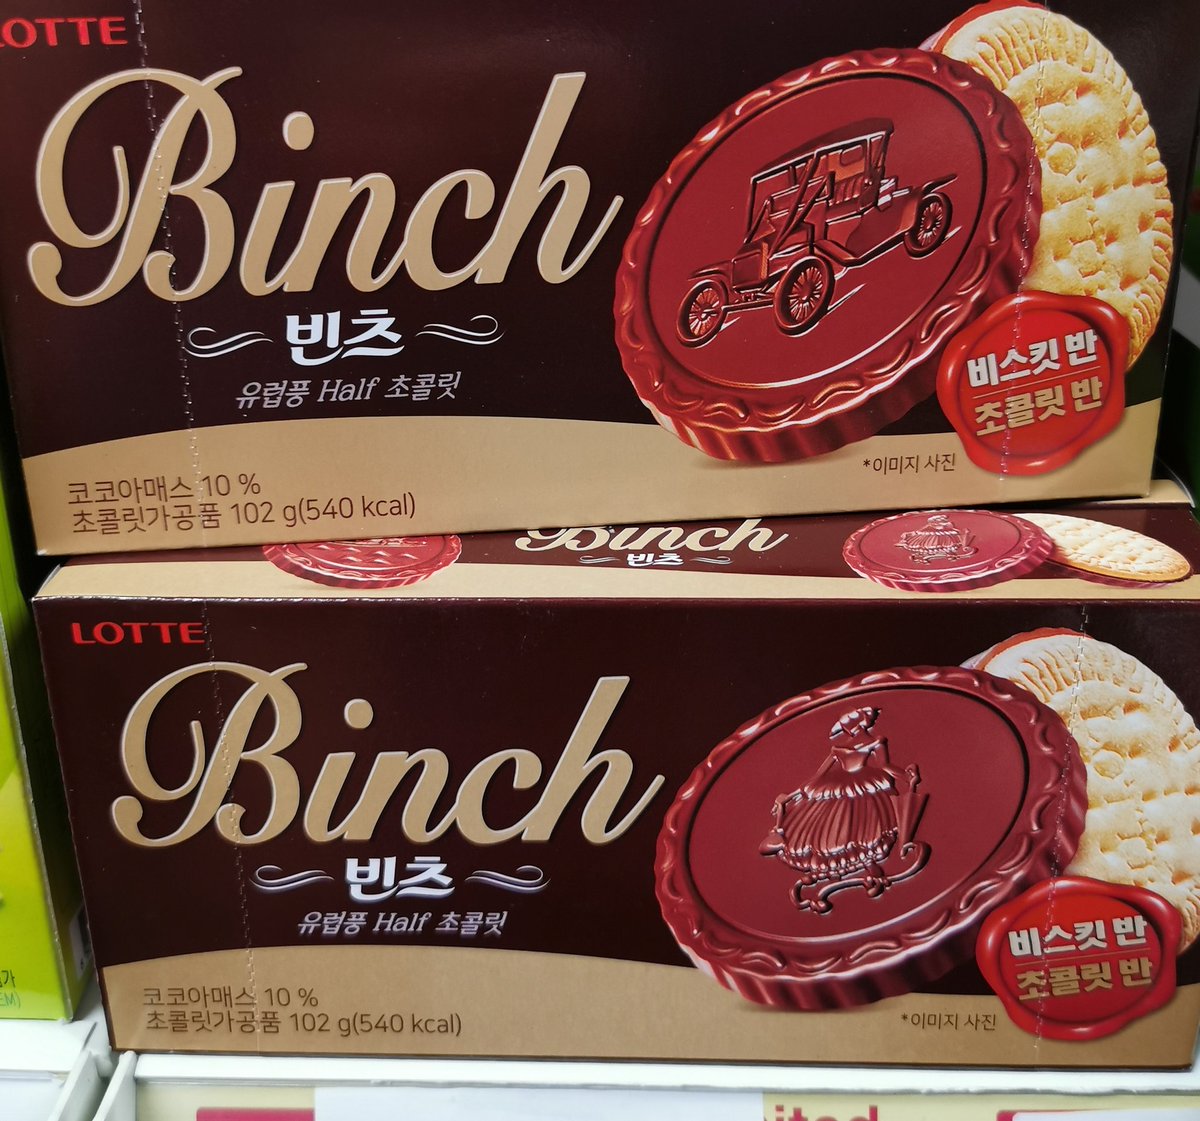 LOTTE
Binch
빈츠
유럽풍 Half 초콜릿
비스킷 반
초콜릿 반
*이미지 사진
코코아매스 10 %
초콜릿가공품 102 g(540 kcal)
Binch
빈츠
LOTTE
Binch
빈츠
유럽풍 Half 초콜릿
비스킷 반
초콜릿 반
*이미지 사진
코코아매스 10 %
초콜릿가공품 102 g(540 kcal)